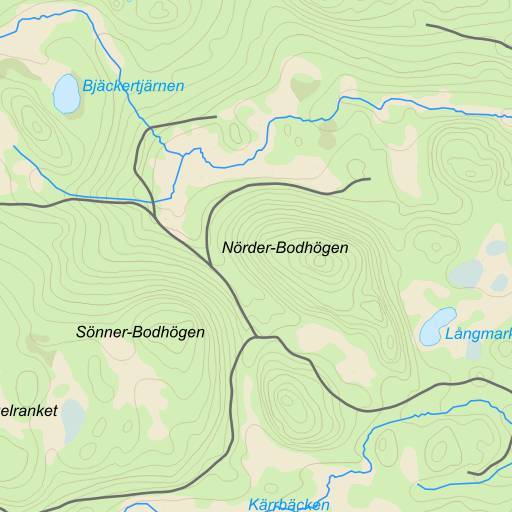 Bjäckertjärnen
Nörder-Bodhögen
Sönner-Bodhögen
Långmark
elranket
Kärrbäcken